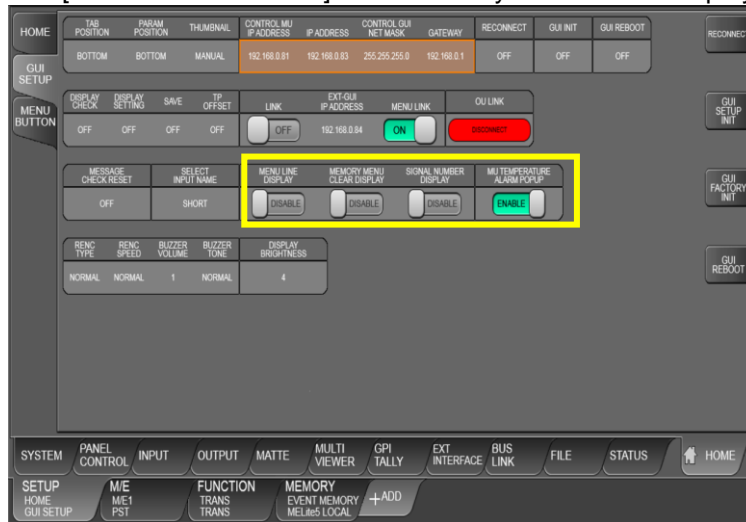 HOME
TAB POSITION
PARAM POSITION
THUMBNAIL
CONTROL MU IP ADDRESS
IP ADDRESS
CONTROL GUI NET MASK
GATEWAY
RECONNECT
GUI INIT
GUI REBOOT
RECONNEC
BOTTOM
BOTTOM
MANUAL
192.168.0.81
192.168.0.83
255.255.255.0
192.168.0.1
OFF
OFF
OFF
GUI SETUP
DISPLAY CHECK
DISPLAY SETTING
SAVE
TP OFFSET
LINK
EXT-GUI IP ADDRESS
MENU LINK
OU LINK
GUI SETUP INIT
MENU BUTTON
OFF
OFF
OFF
OFF
OFF
192.168.0.84
ON
DISCONNECT
MESSAGE CHECK RESET
SELECT INPUT NAME
MENU LINE DISPLAY
MEMORY MENU CLEAR DISPLAY
SIGNAL NUMBER DISPLAY
MU TEMPERATURE ALARM POPUP
GUI FACTORY INIT
OFF
SHORT
DISABLE
DISABLE
DISABLE
ENABLE
RENC TYPE
RENC SPEED
BUZZER VOLUME
BUZZER TONE
DISPLAY BRIGHTNESS
GUI REBOOT
NORMAL
NORMAL
1
NORMAL
4
SYSTEM
PANEL CONTROL
INPUT
OUTPUT
MATTE
MULTI VIEWER
GPI TALLY
EXT INTERFACE
BUS LINK
FILE
STATUS
HOME
SETUP
HOME
GUI SETUP
M/E
M/E1
PST
FUNCTION
TRANS
TRANS
MEMORY
EVENT MEMORY
MELite5 LOCAL
+ADD